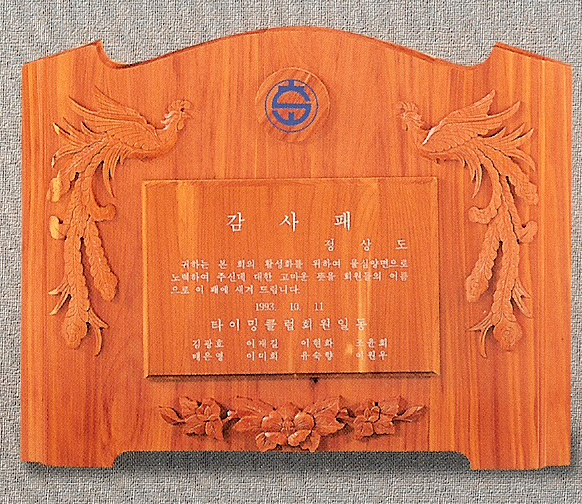 감 사 패
정 상 도
귀하는 본 회의 활성화를 위하여 물심양면으로
노력하여 주신데 대한 고마운 뜻을 회원들의 이름
으로 이 패에 새겨 드립니다.
1993. 10. 11
타이밍클럽회원일동
김광호 이재길 이현화 조윤희
배은영 이미희 유숙향 이원우